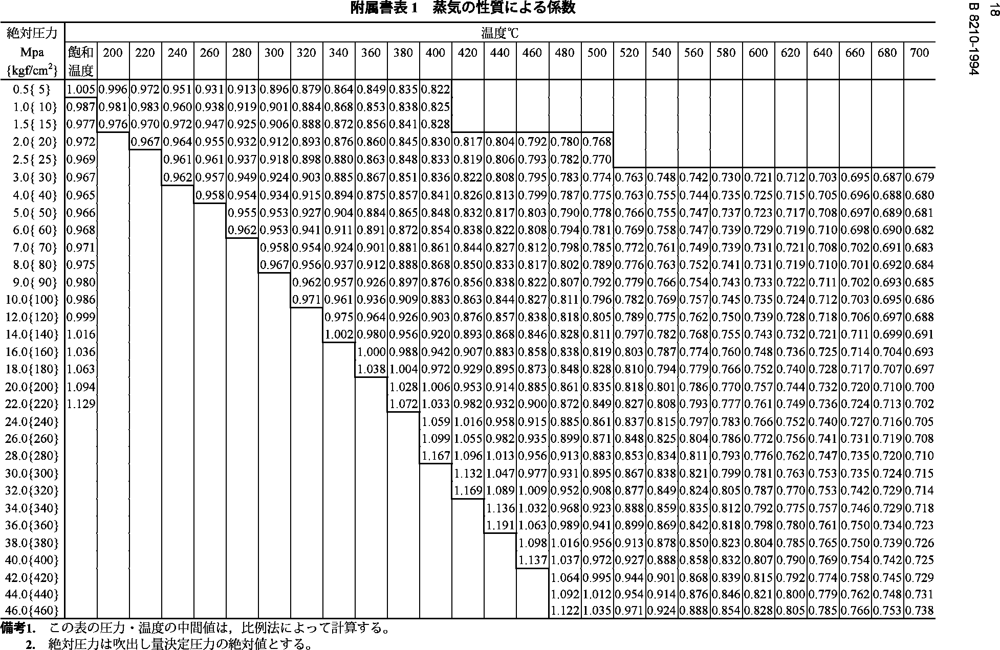 附属書表1 蒸気の性質による係数
18
B 8210-1994
絶対圧力 温度℃
Mpa 飽和 200 220 240 260 280 300 320 340 360 380 400 420 440 460 480 500 520 540 560 580 600 620 640 660 680 700
{kgf/cm2} 温度
0.5{ 5} 1.005 0.996 0.972 0.951 0.931 0.913 0.896 0.879 0.864 0.849 0.835 0.822
1.0{ 10} 0.987 0.981 0.983 0.960 0.938 0.919 0.901 0.884 0.868 0.853 0.838 0.825
1.5{ 15} 0.977 0.976 0.970 0.972 0.947 0.925 0.906 0.888 0.872 0.856 0.841 0.828
2.0{ 20} 0.972 0.967 0.964 0.955 0.932 0.912 0.893 0.876 0.860 0.845 0.830 0.817 0.804 0.792 0.780 0.768
2.5{ 25} 0.969 0.961 0.961 0.937 0.918 0.898 0.880 0.863 0.848 0.833 0.819 0.806 0.793 0.782 0.770
3.0{ 30} 0.967 0.962 0.957 0.949 0.924 0.903 0.885 0.867 0.851 0.836 0.822 0.808 0.795 0.783 0.774 0.763 0.748 0.742 0.730 0.721 0.712 0.703 0.695 0.687 0.679
4.0{ 40} 0.965 0.958 0.954 0.934 0.915 0.894 0.875 0.857 0.841 0.826 0.813 0.799 0.787 0.775 0.763 0.755 0.744 0.735 0.725 0.715 0.705 0.696 0.688 0.680
5.0{ 50} 0.966 0.955 0.953 0.927 0.904 0.884 0.865 0.848 0.832 0.817 0.803 0.790 0.778 0.766 0.755 0.747 0.737 0.723 0.717 0.708 0.697 0.689 0.681
6.0{ 60} 0.968 0.962 0.953 0.941 0.911 0.891 0.872 0.854 0.838 0.822 0.808 0.794 0.781 0.769 0.758 0.747 0.739 0.729 0.719 0.710 0.698 0.690 0.682
7.0{ 70} 0.971 0.958 0.954 0.924 0.901 0.881 0.861 0.844 0.827 0.812 0.798 0.785 0.772 0.761 0.749 0.739 0.731 0.721 0.708 0.702 0.691 0.683
8.0{ 80} 0.975 0.967 0.956 0.937 0.912 0.888 0.868 0.850 0.833 0.817 0.802 0.789 0.776 0.763 0.752 0.741 0.731 0.719 0.710 0.701 0.692 0.684
9.0{ 90} 0.980 0.962 0.957 0.926 0.897 0.876 0.856 0.838 0.822 0.807 0.792 0.779 0.766 0.754 0.743 0.733 0.722 0.711 0.702 0.693 0.685
10.0{100} 0.986 0.971 0.961 0.936 0.909 0.883 0.863 0.844 0.827 0.811 0.796 0.782 0.769 0.757 0.745 0.735 0.724 0.712 0.703 0.695 0.686
12.0{120} 0.999 0.975 0.964 0.926 0.903 0.876 0.857 0.838 0.818 0.805 0.789 0.775 0.762 0.750 0.739 0.728 0.718 0.706 0.697 0.688
14.0{140} 1.016 1.002 0.980 0.956 0.920 0.893 0.868 0.846 0.828 0.811 0.797 0.782 0.768 0.755 0.743 0.732 0.721 0.711 0.699 0.691
16.0{160} 1.036 1.000 0.988 0.942 0.907 0.883 0.858 0.838 0.819 0.803 0.787 0.774 0.760 0.748 0.736 0.725 0.714 0.704 0.693
18.0{180} 1.063 1.038 1.004 0.972 0.929 0.895 0.873 0.848 0.828 0.810 0.794 0.779 0.766 0.752 0.740 0.728 0.717 0.707 0.697
20.0{200} 1.094 1.028 1.006 0.953 0.914 0.885 0.861 0.835 0.818 0.801 0.786 0.770 0.757 0.744 0.732 0.720 0.710 0.700
22.0{220} 1.129 1.072 1.033 0.982 0.932 0.900 0.872 0.849 0.827 0.808 0.793 0.777 0.761 0.749 0.736 0.724 0.713 0.702
24.0{240} 1.059 1.016 0.958 0.915 0.885 0.861 0.837 0.815 0.797 0.783 0.766 0.752 0.740 0.727 0.716 0.705
26.0{260} 1.099 1.055 0.982 0.935 0.899 0.871 0.848 0.825 0.804 0.786 0.772 0.756 0.741 0.731 0.719 0.708
28.0{280} 1.167 1.096 1.013 0.956 0.913 0.883 0.853 0.834 0.811 0.793 0.776 0.762 0.747 0.735 0.720 0.710
30.0{300} 1.132 1.047 0.977 0.931 0.895 0.867 0.838 0.821 0.799 0.781 0.763 0.753 0.735 0.724 0.715
32.0{320} 1.169 1.089 1.009 0.952 0.908 0.877 0.849 0.824 0.805 0.787 0.770 0.753 0.742 0.729 0.714
34.0{340} 1.136 1.032 0.968 0.923 0.888 0.859 0.835 0.812 0.792 0.775 0.757 0.746 0.729 0.718
36.0{360} 1.191 1.063 0.989 0.941 0.899 0.869 0.842 0.818 0.798 0.780 0.761 0.750 0.734 0.723
38.0{380} 1.098 1.016 0.956 0.913 0.878 0.850 0.823 0.804 0.785 0.765 0.750 0.739 0.726
40.0{400} 1.137 1.037 0.972 0.927 0.888 0.858 0.832 0.807 0.790 0.769 0.754 0.742 0.725
42.0{420} 1.064 0.995 0.944 0.901 0.868 0.839 0.815 0.792 0.774 0.758 0.745 0.729
44.0{440} 1.092 1.012 0.954 0.914 0.876 0.846 0.821 0.800 0.779 0.762 0.748 0.731
46.0{460} 1.122 1.035 0.971 0.924 0.888 0.854 0.828 0.805 0.785 0.766 0.753 0.738
備考1. この表の圧力・温度の中間値は，比例法によって計算する。
2. 絶対圧力は吹出し量決定圧力の絶対値とする。